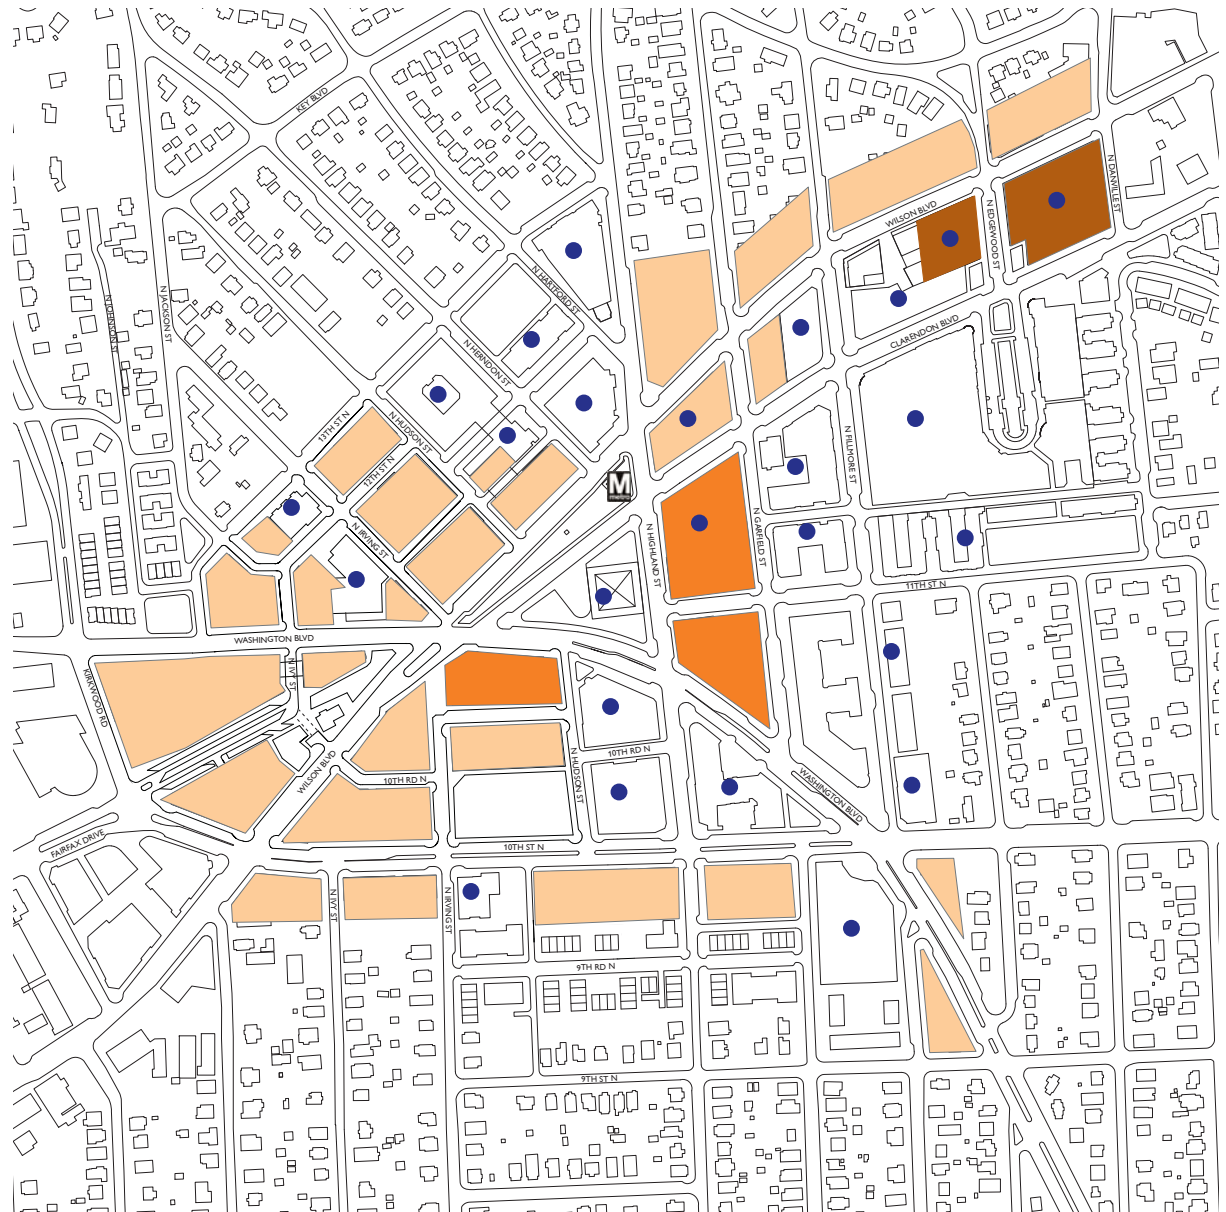 KEY BLVD
N DANVILLE ST
WILSON BLVD
N EDGEWOOD ST
N HARTFORD ST
N JACKSON ST
N JOHNSON ST
CLARENDON BLVD
N HERNDON ST
13TH ST N
N HUDSON ST
N FILLMORE ST
12TH ST N
M
metro
N IRVING ST
N HIGHLAND ST
N GARFIELD ST
11TH ST N
WASHINGTON BLVD
N IVY ST
KIRKWOOD RD
10TH RD N
WILSON BLVD
10TH RD N
N HUDSON ST
WASHINGTON BLVD
FAIRFAX DRIVE
10TH ST N
N IVY ST
N IRVING ST
9TH RD N
9TH ST N